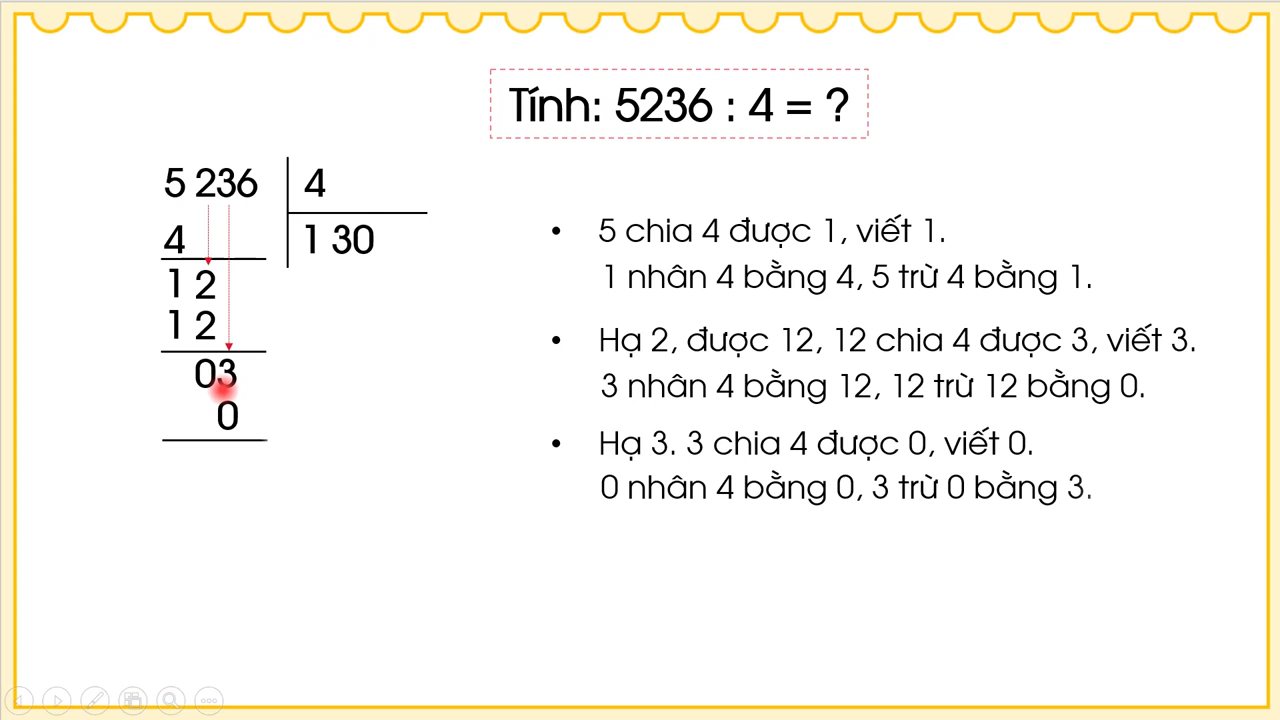 Tính: 5236 : 4 = ?
5 236 4
4 1 30
1 2
1 2
03
0
• 5 chia 4 được 1, viết 1.
1 nhân 4 bằng 4, 5 trừ 4 bằng 1.
• Hạ 2, được 12, 12 chia 4 được 3, viết 3.
3 nhân 4 bằng 12, 12 trừ 12 bằng 0.
• Hạ 3. 3 chia 4 được 0, viết 0.
0 nhân 4 bằng 0, 3 trừ 0 bằng 3.